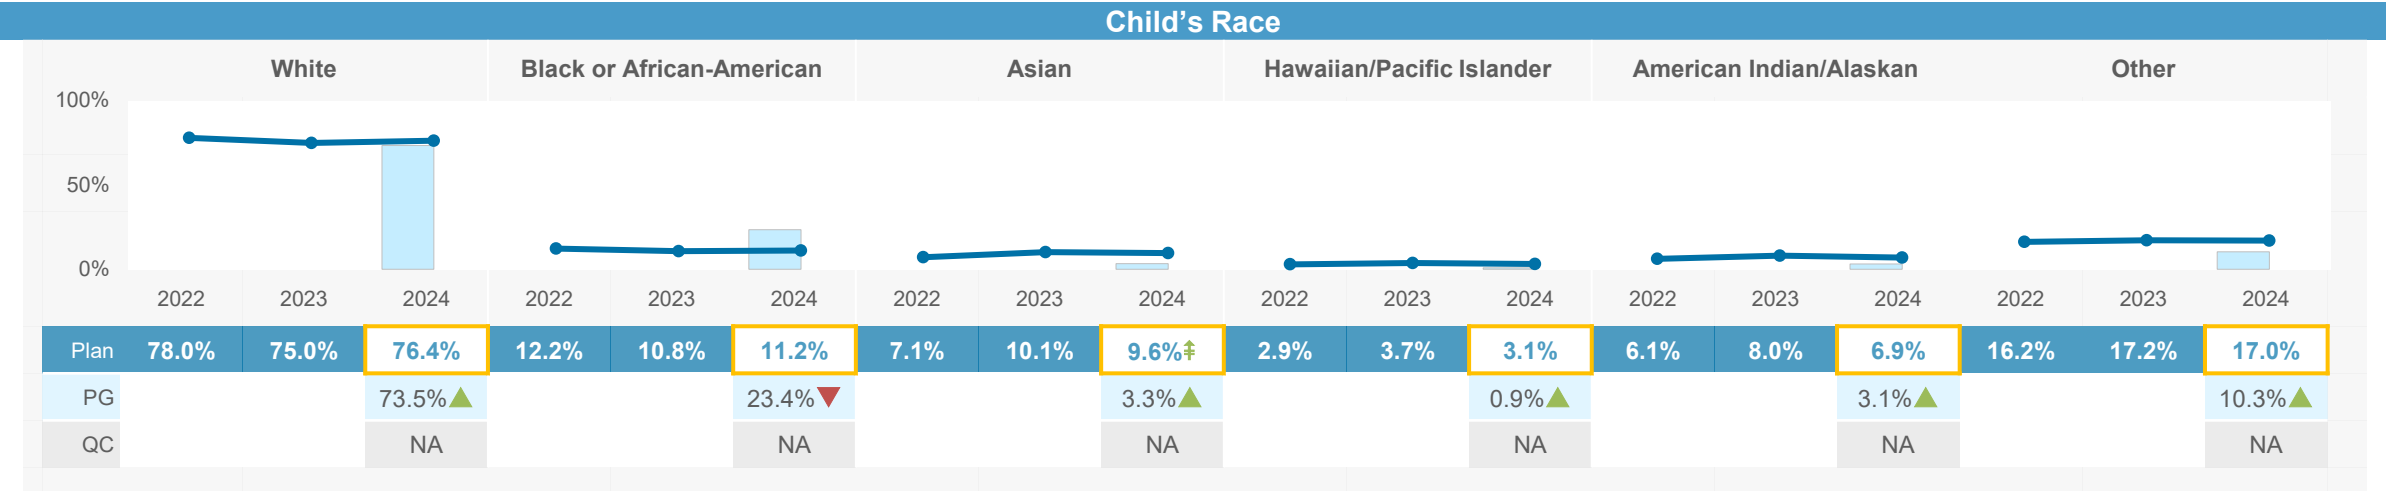 Child’s Race
White Black or African-American Asian Hawaiian/Pacific Islander American Indian/Alaskan Other
100%
50%
0%
2022 2023 2024 2022 2023 2024 2022 2023 2024 2022 2023 2024 2022 2023 2024 2022 2023 2024
Plan 78.0% 75.0% 76.4% 12.2% 10.8% 11.2% 7.1% 10.1% 9.6%‡ 2.9% 3.7% 3.1% 6.1% 8.0% 6.9% 16.2% 17.2% 17.0%
PG 73.5%▲ 23.4%▼ 3.3%▲ 0.9%▲ 3.1%▲ 10.3%▲
QC NA NA NA NA NA NA